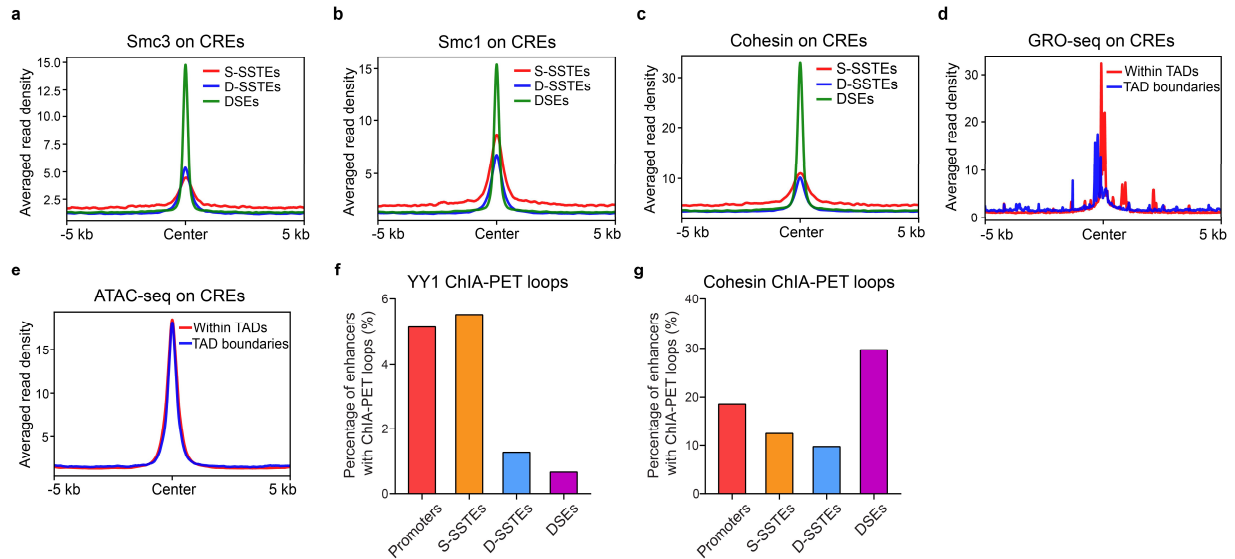 a
Smc3 on CREs
Averaged read density
15.0
12.5
10.0
7.5
5.0
2.5
S-SSTEs
D-SSTEs
DSEs
-5 kb
Center
5 kb
b
Smc1 on CREs
Averaged read density
15
10
5
S-SSTEs
D-SSTEs
DSEs
-5 kb
Center
5 kb
c
Cohesin on CREs
Averaged read density
30
20
10
S-SSTEs
D-SSTEs
DSEs
-5 kb
Center
5 kb
d
GRO-seq on CREs
Averaged read density
30
20
10
0
Within TADs
TAD boundaries
-5 kb
Center
5 kb
e
ATAC-seq on CREs
Averaged read density
15
10
5
Within TADs
TAD boundaries
-5 kb
Center
5 kb
f
YY1 ChIA-PET loops
Percentage of enhancers
with ChIA-PET loops (%)
6
4
2
0
Promoters
S-SSTEs
D-SSTEs
DSEs
g
Cohesin ChIA-PET loops
Percentage of enhancers
with ChIA-PET loops (%)
40
30
20
10
0
Promoters
S-SSTEs
D-SSTEs
DSEs